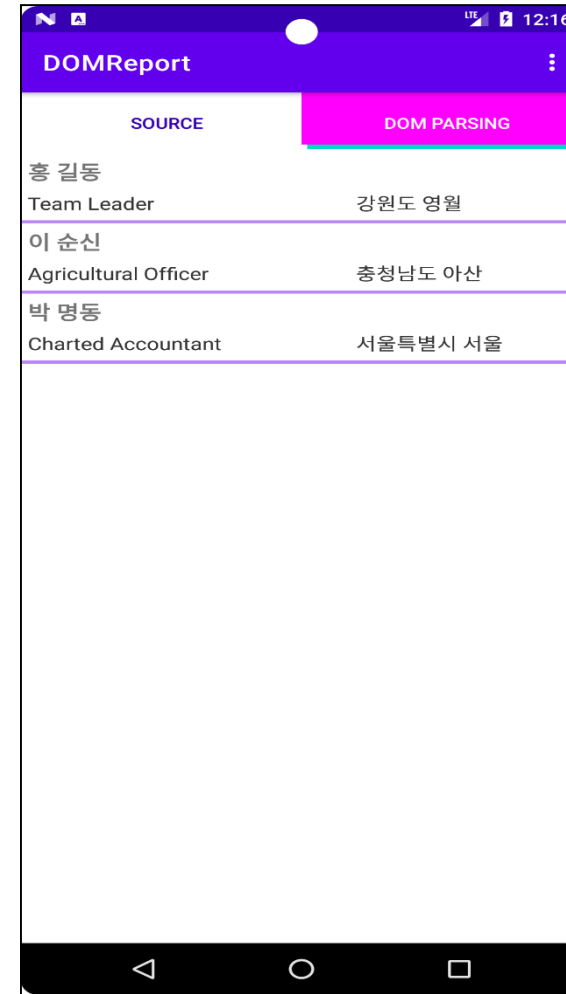 LTE 12:16
DOMReport
SOURCE DOM PARSING
홍 길동
Team Leader 강원도 영월
이 순신
Agricultural Officer 충청남도 아산
박 명동
Charted Accountant 서울특별시 서울